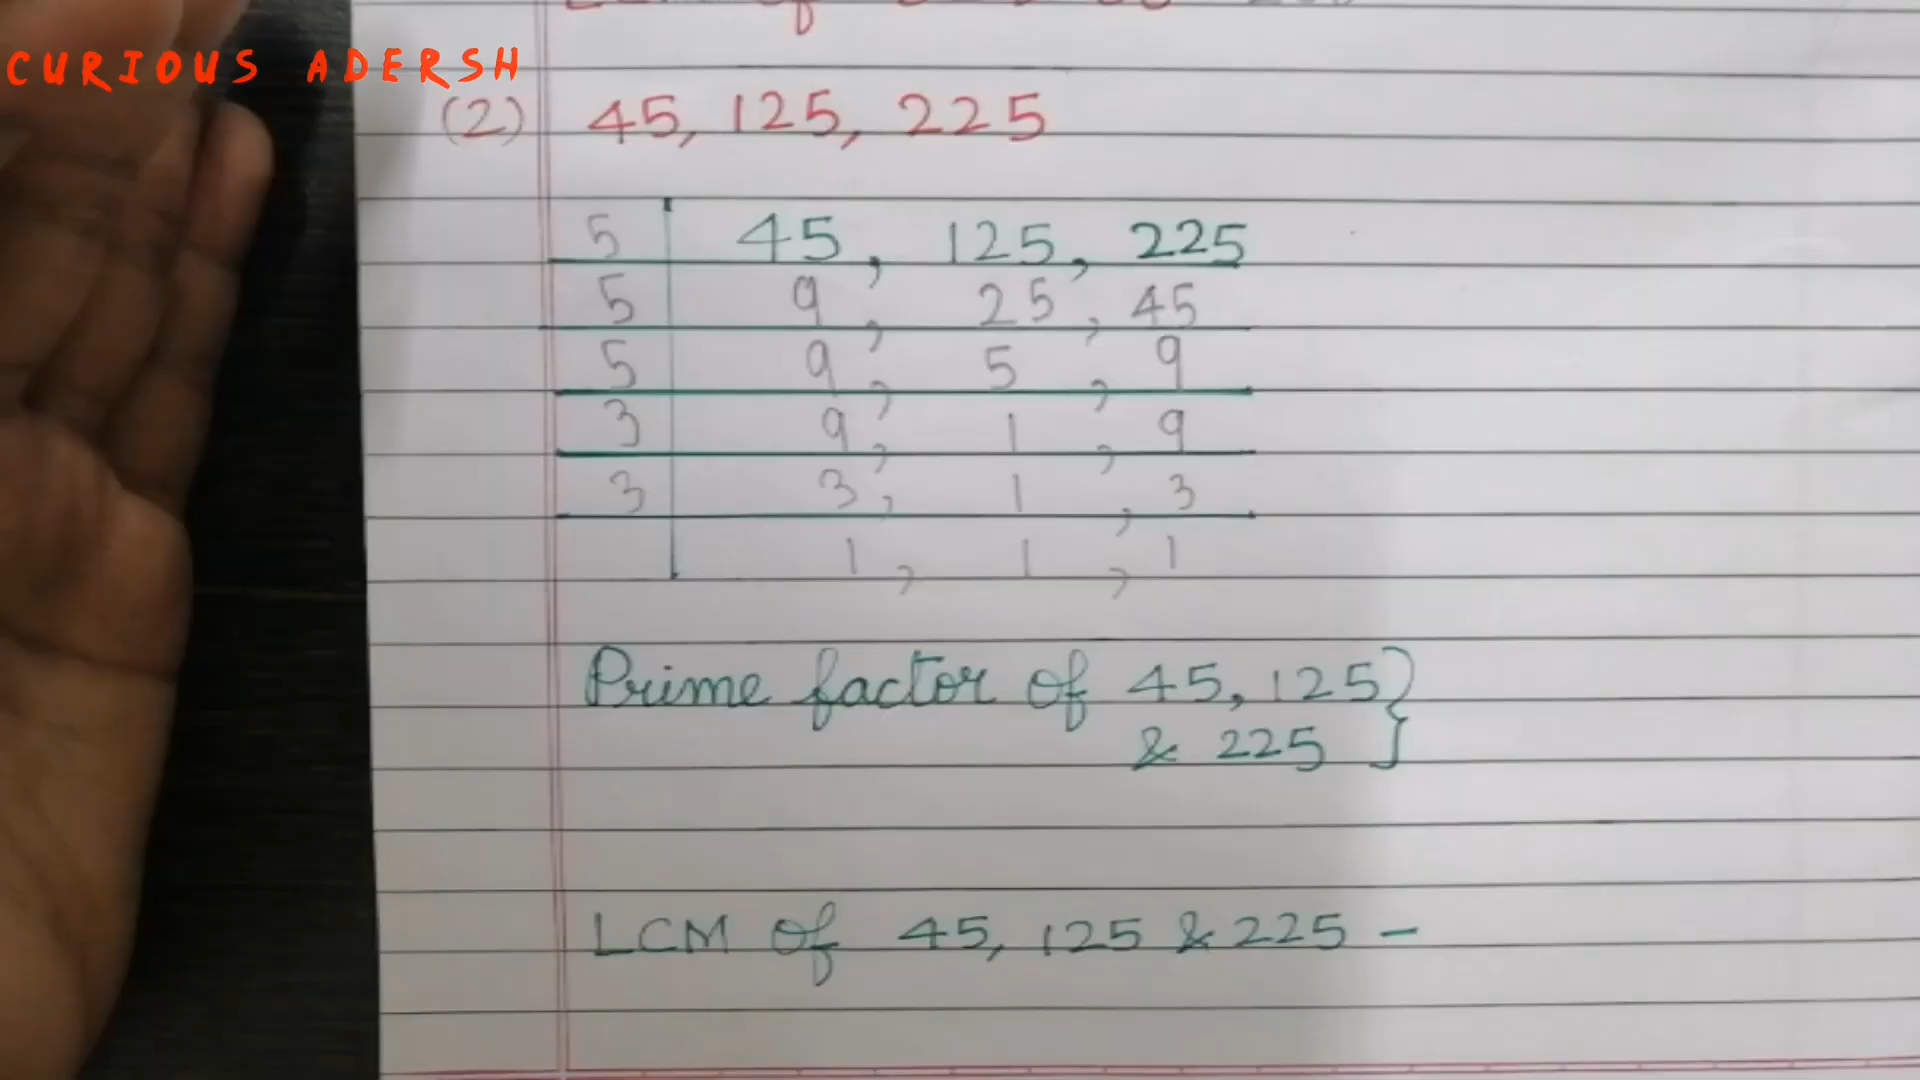 CURIOUS ADERSH
(2) 45, 125, 225
5 45, 125, 225
5 9, 25, 45
5 9, 5, 9
3 9, 1, 9
3 3, 1, 3
1, 1, 1
Prime factor of 45, 125}
& 225
LCM of 45, 125 & 225 -